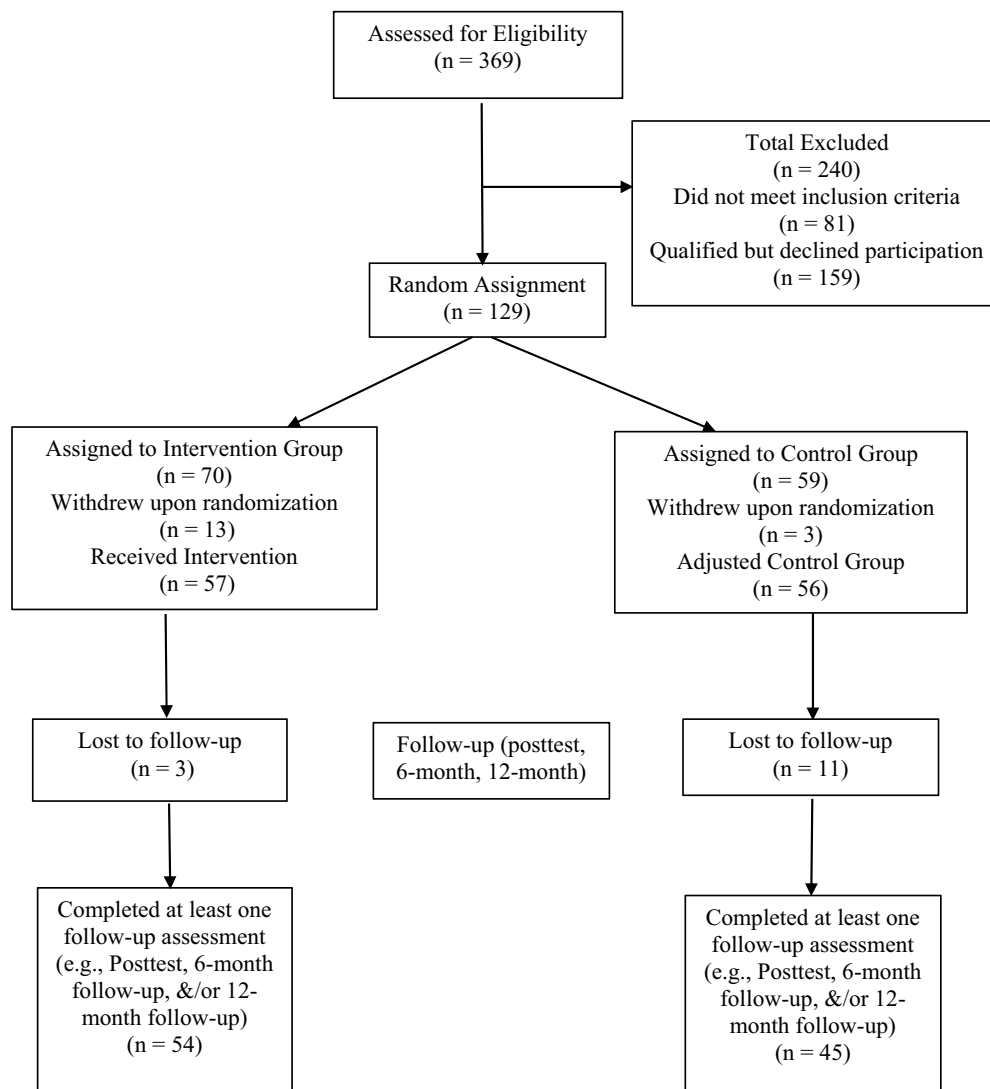 Assessed for Eligibility
(n = 369)
Total Excluded
(n = 240)
Did not meet inclusion criteria
(n = 81)
Qualified but declined participation
(n = 159)
Random Assignment
(n = 129)
Assigned to Intervention Group
(n = 70)
Withdrew upon randomization
(n = 13)
Received Intervention
(n = 57)
Assigned to Control Group
(n = 59)
Withdrew upon randomization
(n = 3)
Adjusted Control Group
(n = 56)
Lost to follow-up
(n = 3)
Follow-up (posttest,
6-month, 12-month)
Lost to follow-up
(n = 11)
Completed at least one
follow-up assessment
(e.g., Posttest, 6-month
follow-up, &/or 12-
month follow-up)
(n = 54)
Completed at least one
follow-up assessment
(e.g., Posttest, 6-month
follow-up, &/or 12-
month follow-up)
(n = 45)